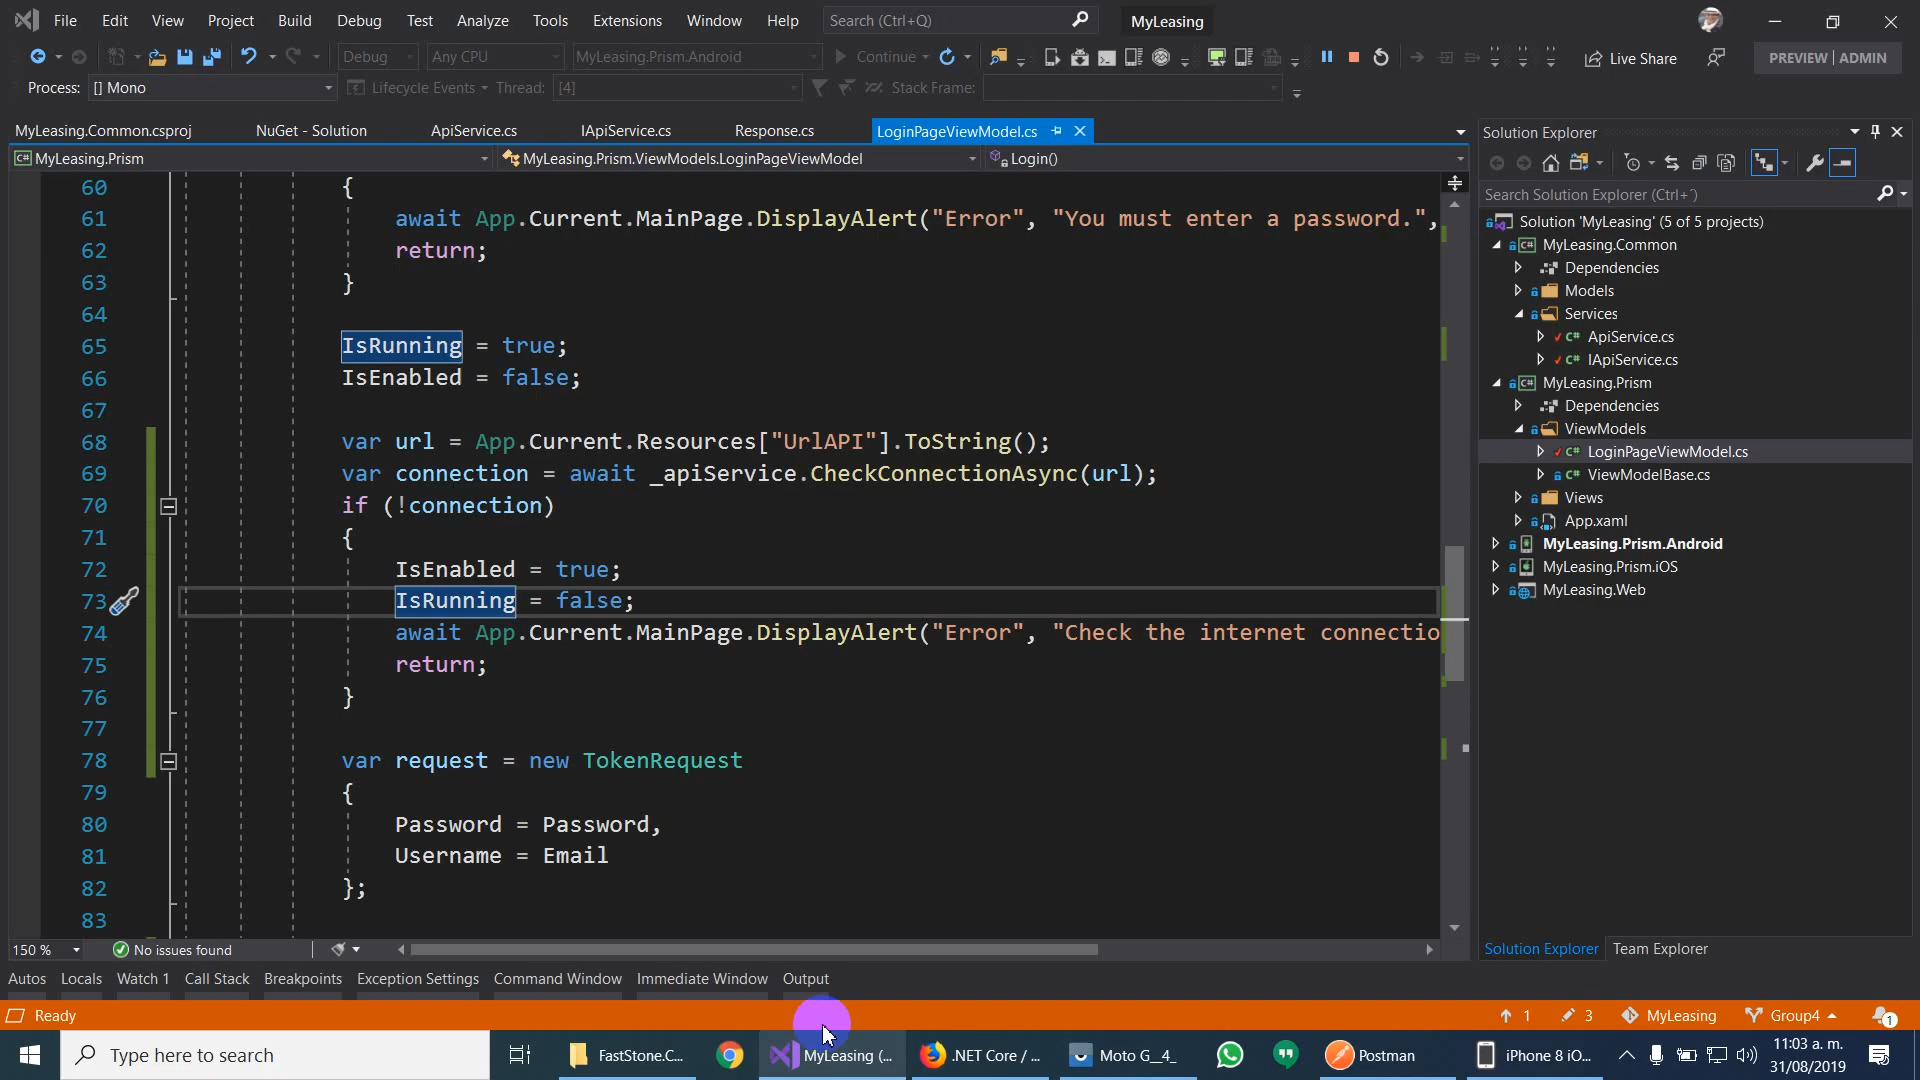 File Edit View Project Build Debug Test Analyze Tools Extensions Window Help Search (Ctrl+Q) MyLeasing
Debug Any CPU MyLeasing.Prism.Android Continue Live Share PREVIEW | ADMIN
Process: [] Mono Lifecycle Events Thread: [4] Stack Frame:
MyLeasing.Common.csproj NuGet - Solution ApiService.cs IApiService.cs Response.cs LoginPageViewModel.cs
MyLeasing.Prism MyLeasing.Prism.ViewModels.LoginPageViewModel Login()
60 {
61 await App.Current.MainPage.DisplayAlert("Error", "You must enter a password.",
62 return;
63 }
64
65 IsRunning = true;
66 IsEnabled = false;
67
68 var url = App.Current.Resources["UrlAPI"].ToString();
69 var connection = await _apiService.CheckConnectionAsync(url);
70 if (!connection)
71 {
72 IsEnabled = true;
73 IsRunning = false;
74 await App.Current.MainPage.DisplayAlert("Error", "Check the internet connectio
75 return;
76 }
77
78 var request = new TokenRequest
79 {
80 Password = Password,
81 Username = Email
82 };
83
150 % No issues found
Solution Explorer
Search Solution Explorer (Ctrl+´)
Solution 'MyLeasing' (5 of 5 projects)
MyLeasing.Common
Dependencies
Models
Services
ApiService.cs
IApiService.cs
MyLeasing.Prism
Dependencies
ViewModels
LoginPageViewModel.cs
ViewModelBase.cs
Views
App.xaml
MyLeasing.Prism.Android
MyLeasing.Prism.iOS
MyLeasing.Web
Solution Explorer Team Explorer
Autos Locals Watch 1 Call Stack Breakpoints Exception Settings Command Window Immediate Window Output
Ready 1 3 MyLeasing Group4 1
Type here to search FastStone.C... MyLeasing (... .NET Core / ... Moto G__4_ Postman iPhone 8 iO... 11:03 a. m.
31/08/2019